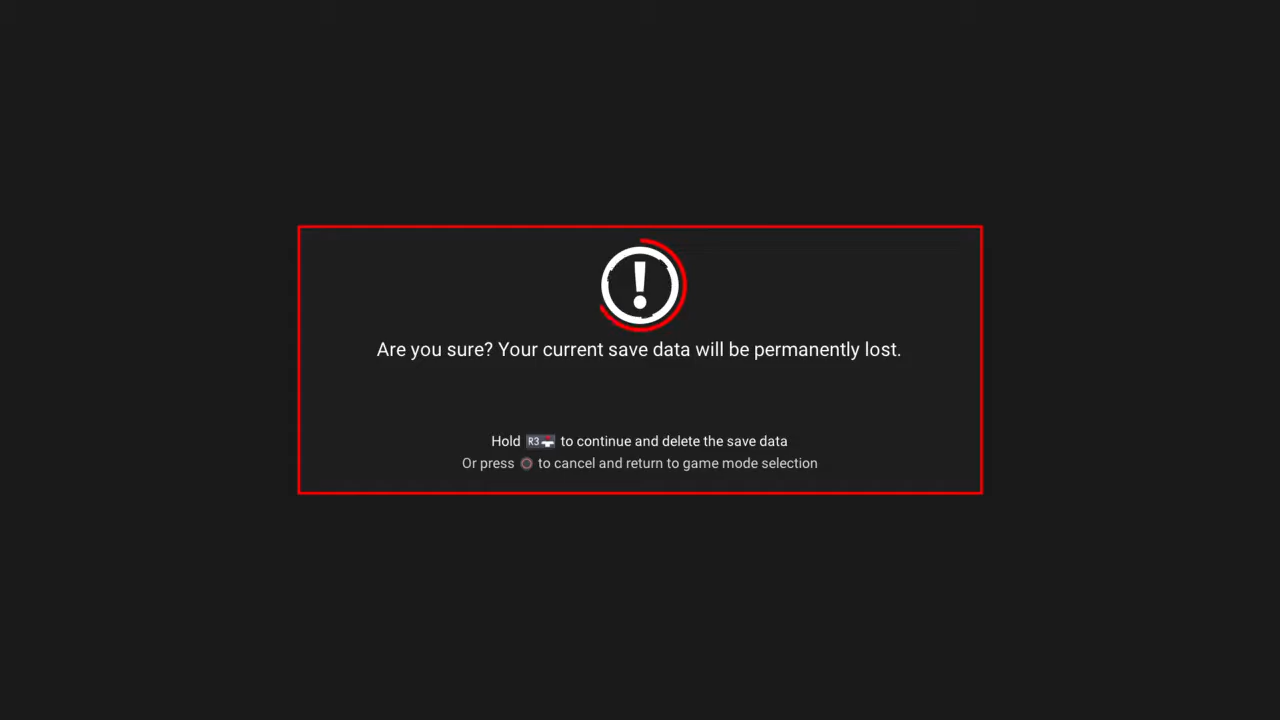 Are you sure? Your current save data will be permanently lost.
Hold R3 to continue and delete the save data
Or press to cancel and return to game mode selection